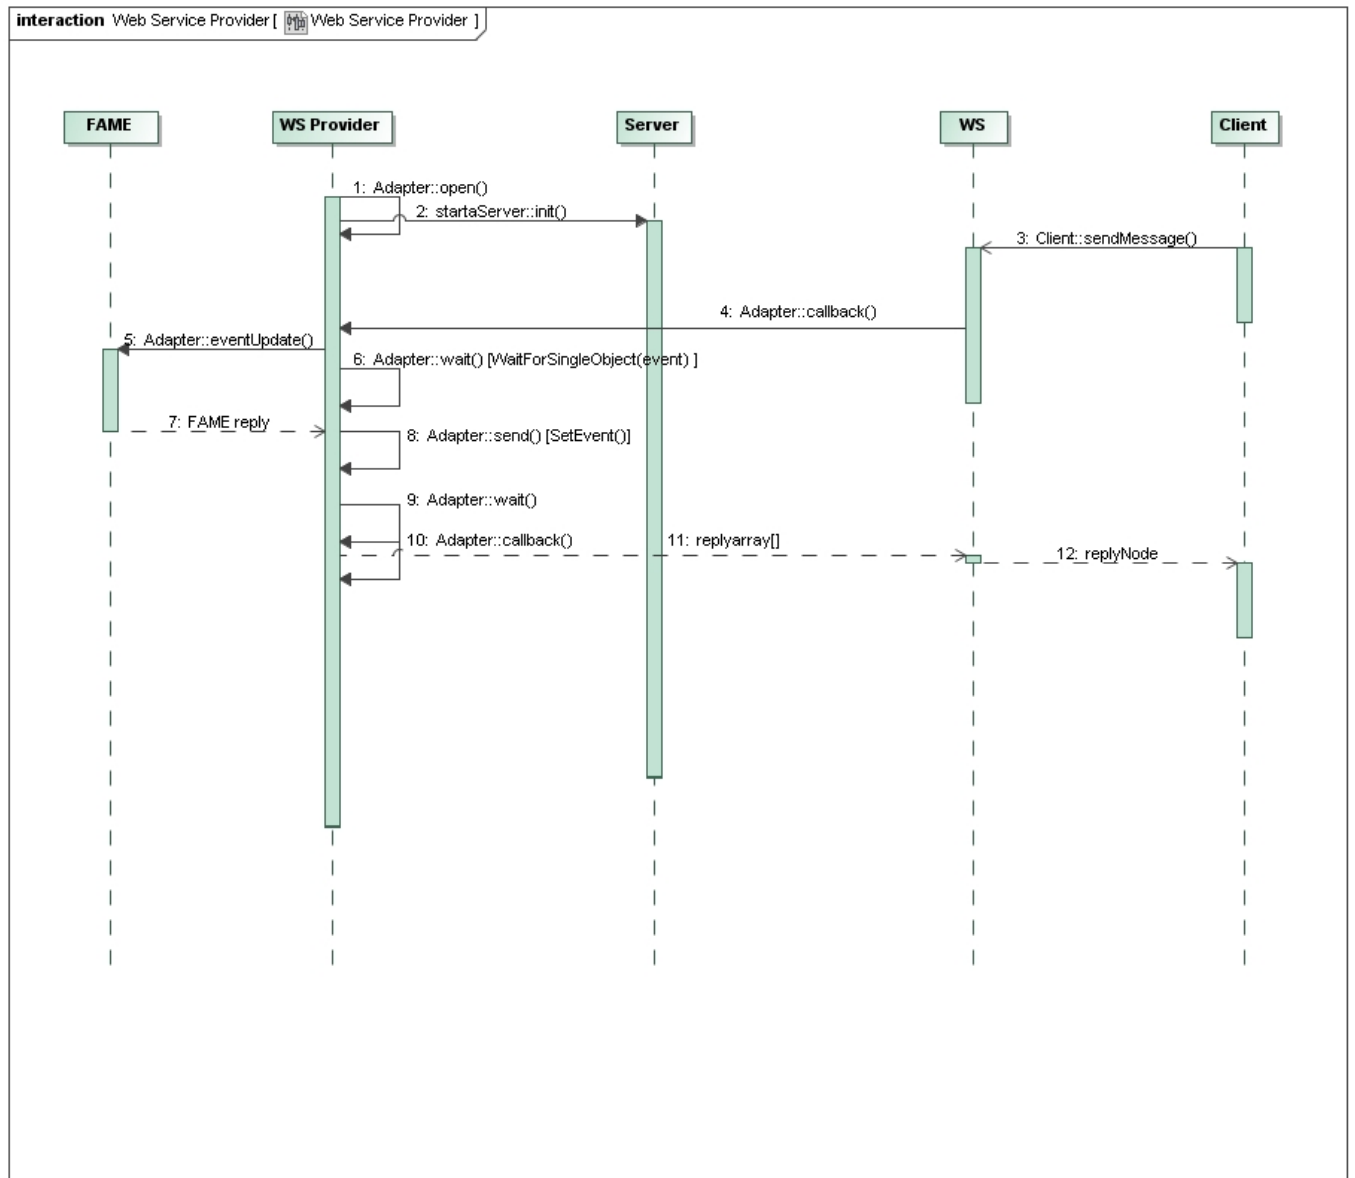 interaction Web Service Provider [ Web Service Provider ]
FAME
WS Provider
Server
WS
Client
1: Adapter::open()
2: startaServer::init()
3: Client::sendMessage()
4: Adapter::callback()
5: Adapter::eventUpdate()
6: Adapter::wait() [WaitForSingleObject(event) ]
7: FAME reply
8: Adapter::send() [SetEvent()]
9: Adapter::wait()
10: Adapter::callback()
11: replyarray[]
12: replyNode